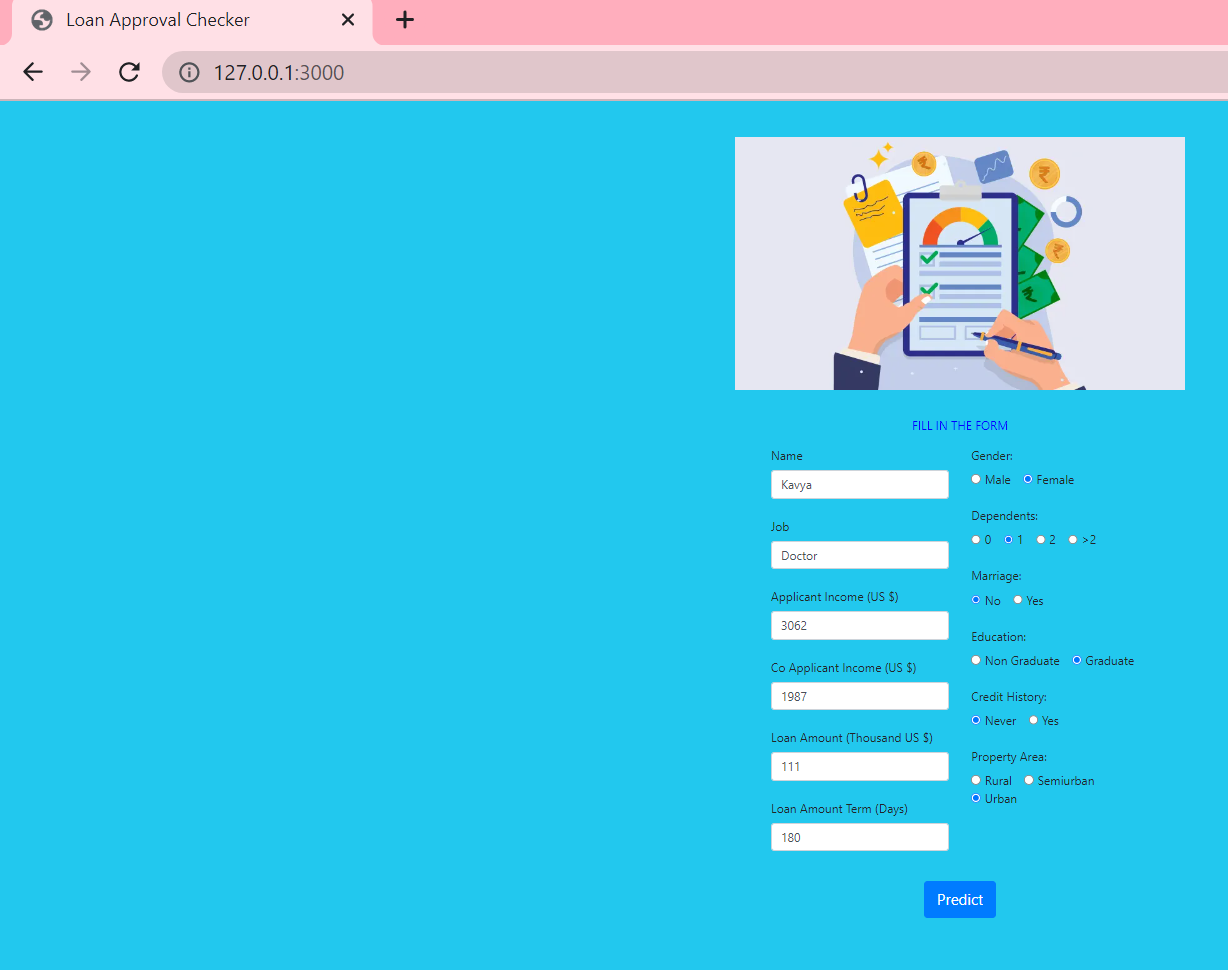 Loan Approval Checker
127.0.0.1:3000
FILL IN THE FORM
Name
Kavya
Job
Doctor
Applicant Income (US $)
3062
Co Applicant Income (US $)
1987
Loan Amount (Thousand US $)
111
Loan Amount Term (Days)
180
Gender:
Male Female
Dependents:
0 1 2 >2
Marriage:
No Yes
Education:
Non Graduate Graduate
Credit History:
Never Yes
Property Area:
Rural Semiurban
Urban
Predict